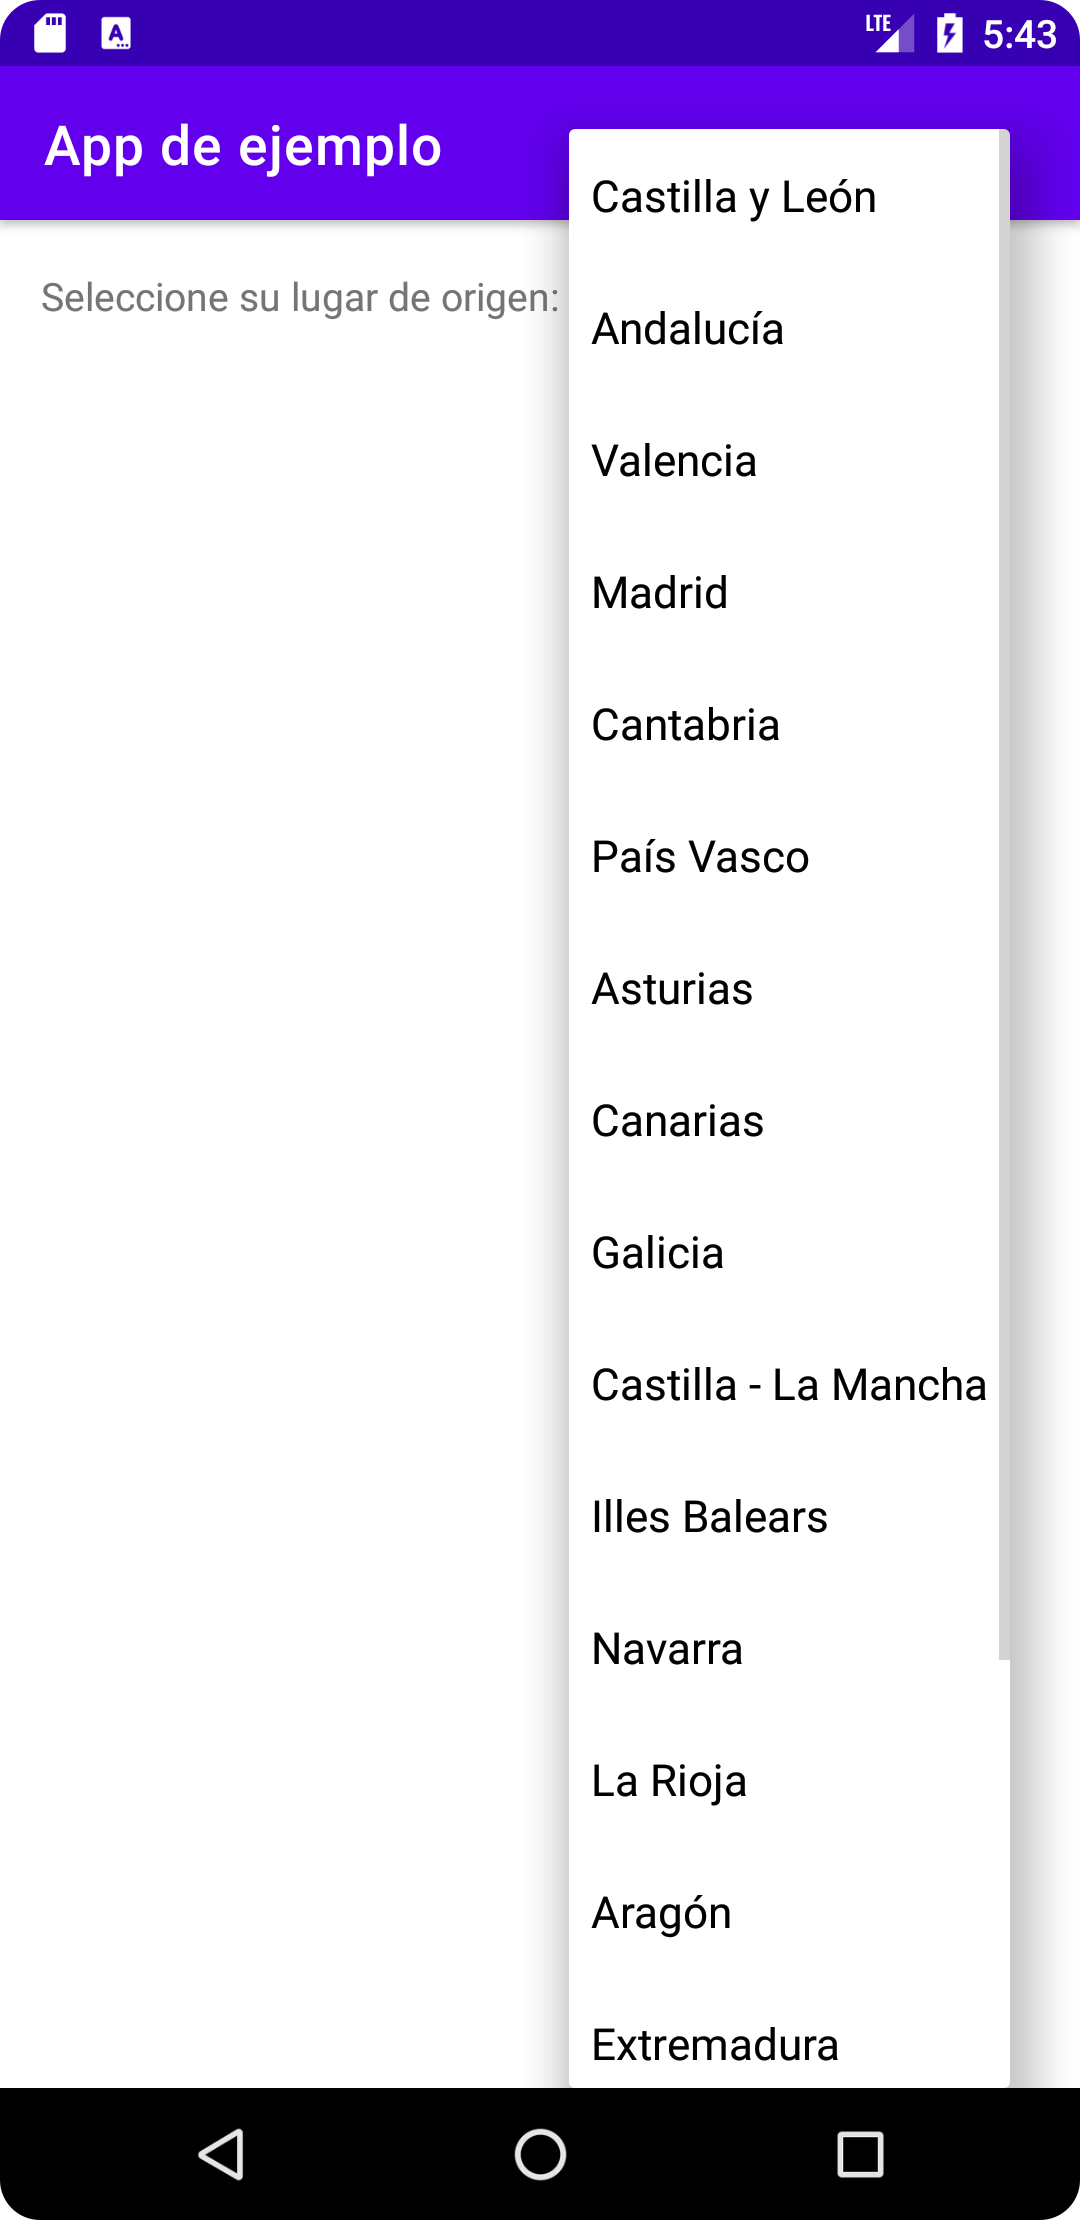 LTE 5:43
App de ejemplo
Seleccione su lugar de origen:
Castilla y León
Andalucía
Valencia
Madrid
Cantabria
País Vasco
Asturias
Canarias
Galicia
Castilla - La Mancha
Illes Balears
Navarra
La Rioja
Aragón
Extremadura